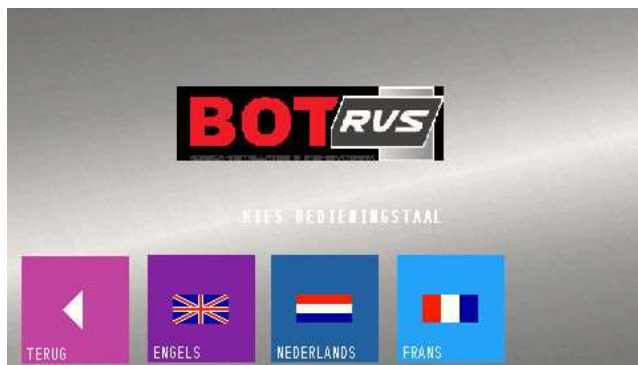 BOT RVS
KIES BEDIENINGSTAAL
TERUG
ENGELS
NEDERLANDS
FRANS